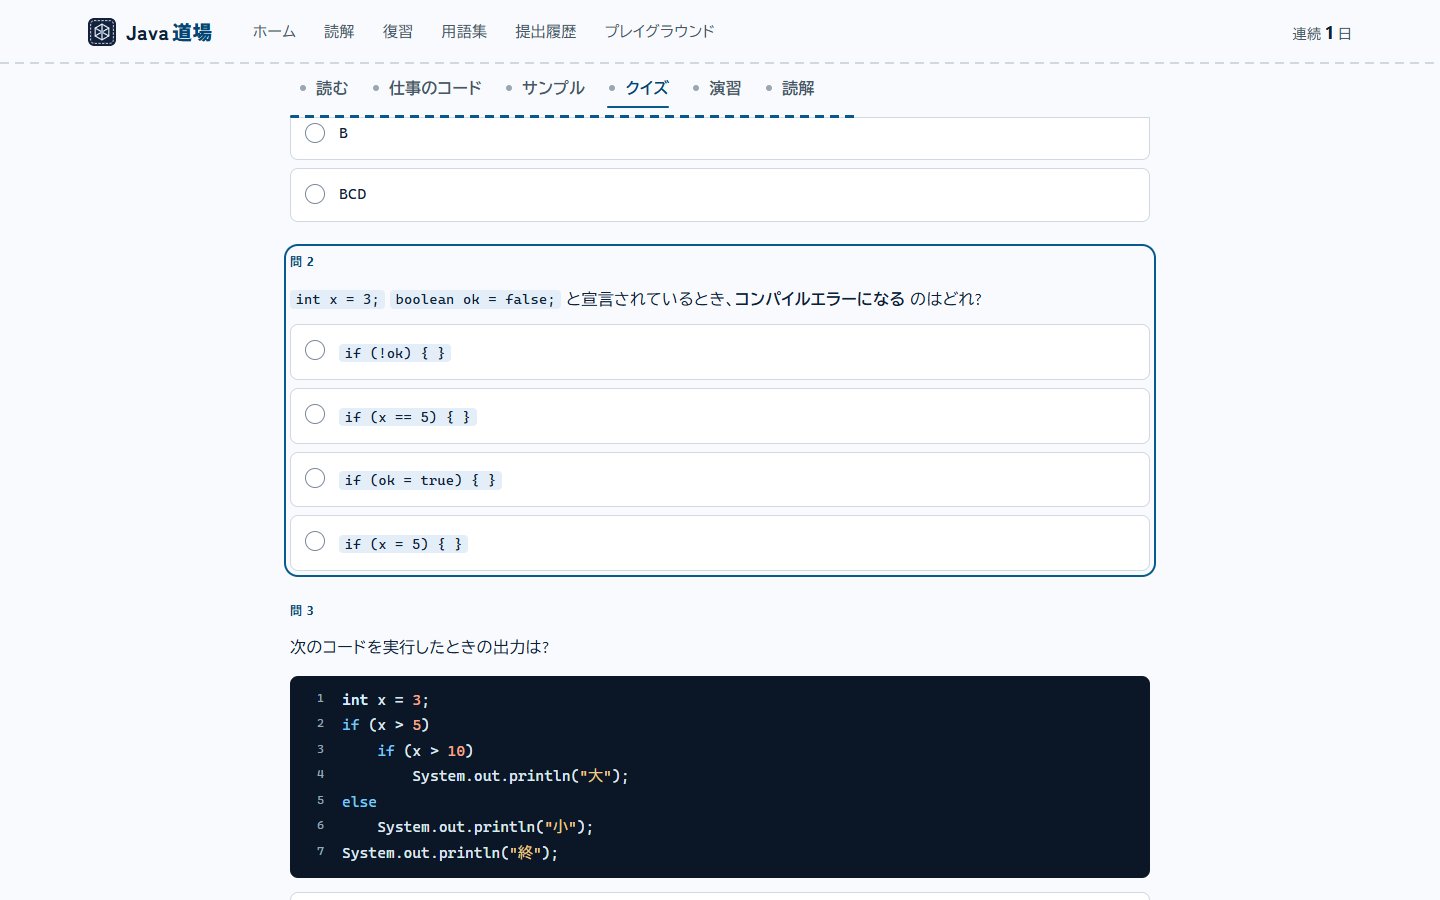 Java 道場 ホーム 読解 復習 用語集 提出履歴 プレイグラウンド 連続 1 日
読む 仕事のコード サンプル クイズ 演習 読解
B
BCD
問 2
int x = 3; boolean ok = false; と宣言されているとき、コンパイルエラーになる のはどれ?
if (!ok) { }
if (x == 5) { }
if (ok = true) { }
if (x = 5) { }
問 3
次のコードを実行したときの出力は?
1 int x = 3;
2 if (x > 5)
3     if (x > 10)
4         System.out.println("大");
5 else
6     System.out.println("小");
7 System.out.println("終");